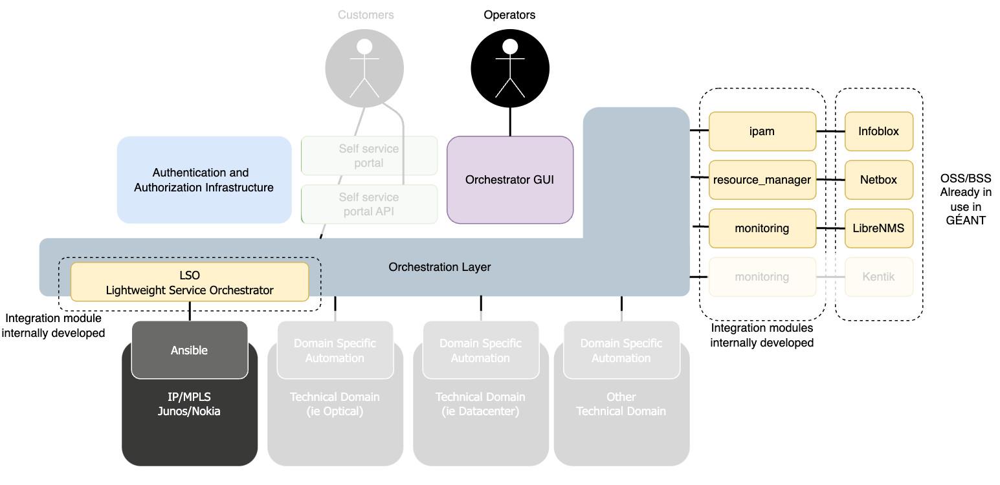 Customers
Operators
Authentication and
Authorization Infrastructure
Self service
portal
Self service
portal API
Orchestrator GUI
ipam
Infoblox
resource_manager
Netbox
monitoring
LibreNMS
monitoring
Kentik
OSS/BSS
Already in
use in
GÉANT
Orchestration Layer
LSO
Lightweight Service Orchestrator
Integration module
internally developed
Integration modules
internally developed
Ansible
IP/MPLS
Junos/Nokia
Domain Specific
Automation
Technical Domain
(ie Optical)
Domain Specific
Automation
Technical Domain
(ie Datacenter)
Domain Specific
Automation
Other
Technical Domain